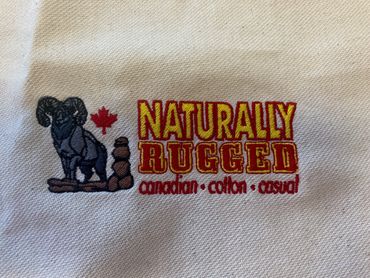 NATURALLY
RUGGED
canadian • cotton • casual